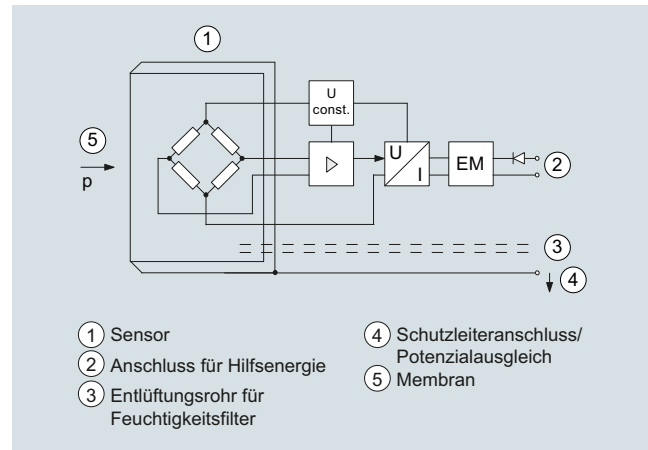 1
U
const.
5
p
U
I
EM
2
3
4
1 Sensor
2 Anschluss für Hilfsenergie
3 Entlüftungsrohr für
Feuchtigkeitsfilter
4 Schutzleiteranschluss/
Potenzialausgleich
5 Membran